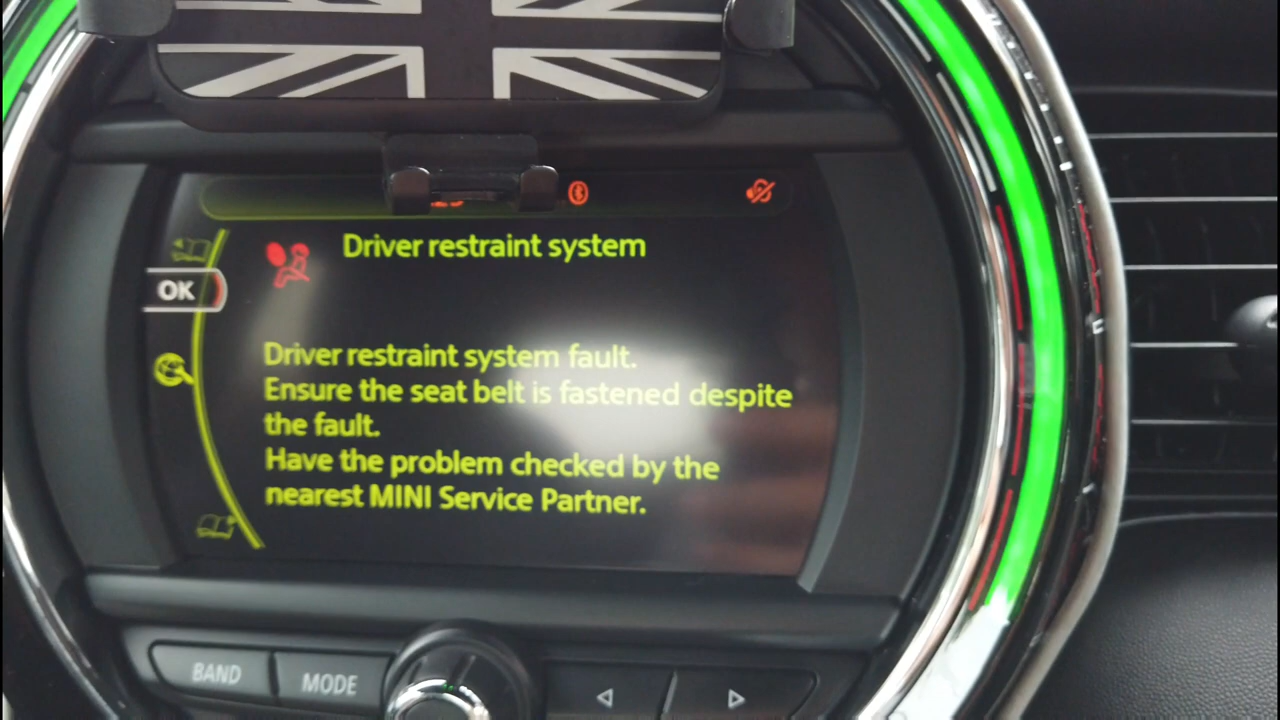 Driver restraint system
OK
Driver restraint system fault.
Ensure the seat belt is fastened despite
the fault.
Have the problem checked by the
nearest MINI Service Partner.
BAND
MODE